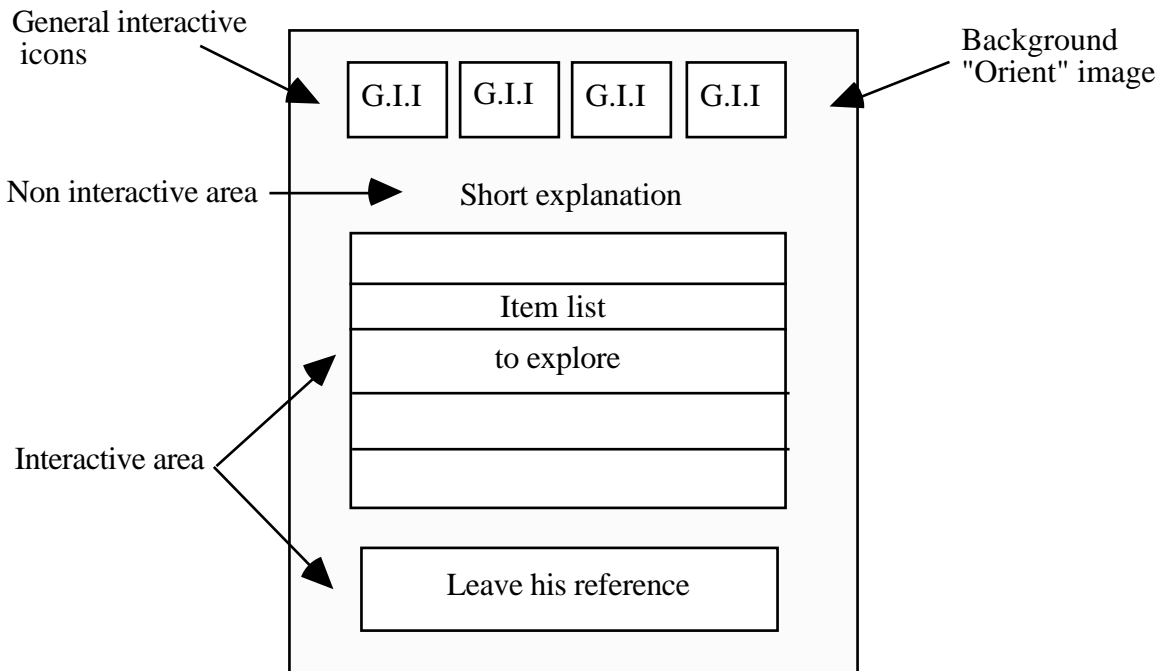 General interactive
icons
Background
"Orient" image
G.I.I G.I.I G.I.I G.I.I
Non interactive area
Short explanation
Item list
to explore
Interactive area
Leave his reference